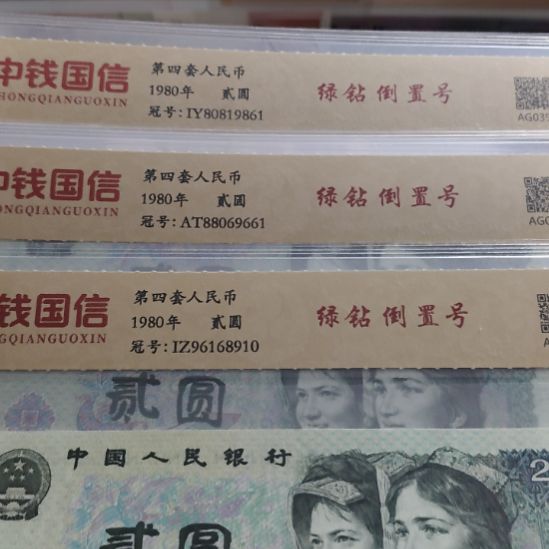 中钱国信
ZHONGQIANGUOXIN
第四套人民币
1980年 贰圆
冠号:IY80819861
绿钻倒置号
中钱国信
第四套人民币
1980年 贰圆
冠号:AT88069661
绿钻倒置号
钱国信
第四套人民币
1980年 贰圆
冠号:IZ96168910
绿钻倒置号
贰圆
中国人民银行
2
贰圆